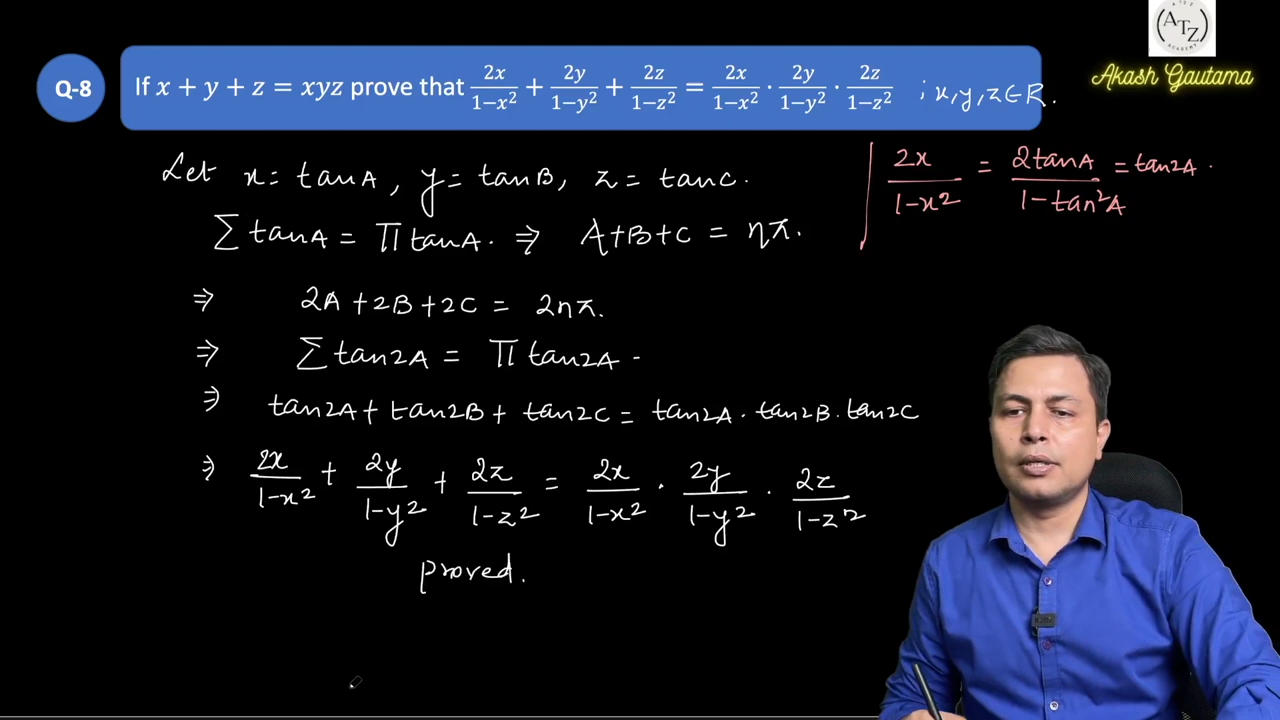 A T Z
(ATZ)
ACADEMY
Akash Gautama
Q-8
If x + y + z = xyz prove that 2x/(1−x²) + 2y/(1−y²) + 2z/(1−z²) = 2x/(1−x²) · 2y/(1−y²) · 2z/(1−z²) ; x, y, z ∈ R.
Let x = tanA, y = tanB, z = tanC.
2x/(1−x²) = 2tanA/(1−tan²A) = tan2A.
∑ tanA = Π tanA. ⇒ A+B+C = nπ.
⇒ 2A+2B+2C = 2nπ.
⇒ ∑ tan2A = Π tan2A.
⇒ tan2A + tan2B + tan2C = tan2A · tan2B · tan2C
⇒ 2x/(1−x²) + 2y/(1−y²) + 2z/(1−z²) = 2x/(1−x²) · 2y/(1−y²) · 2z/(1−z²)
proved.